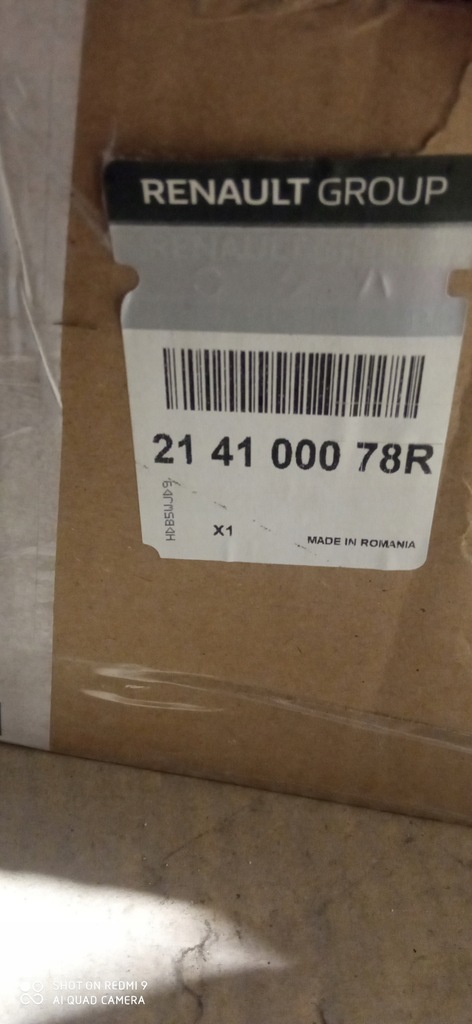 RENAULT GROUP
21 41 000 78R
X1
MADE IN ROMANIA
SHOT ON REDMI 9
AI QUAD CAMERA